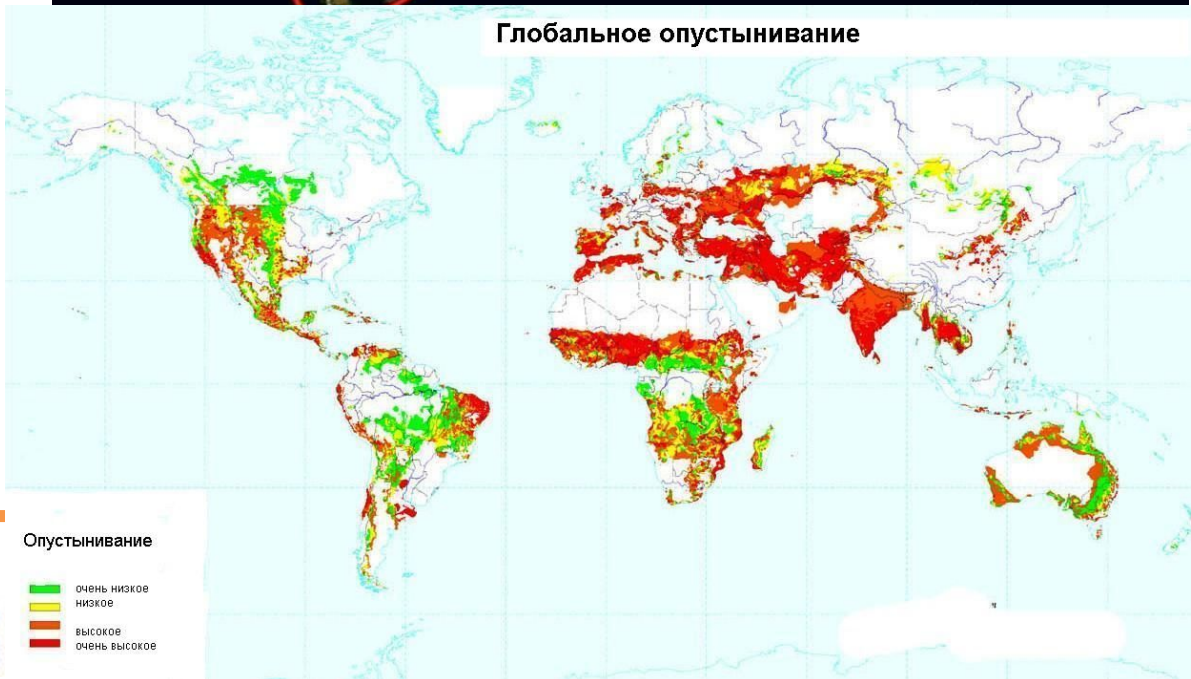 Глобальное опустынивание
Опустынивание
очень низкое
низкое
высокое
очень высокое